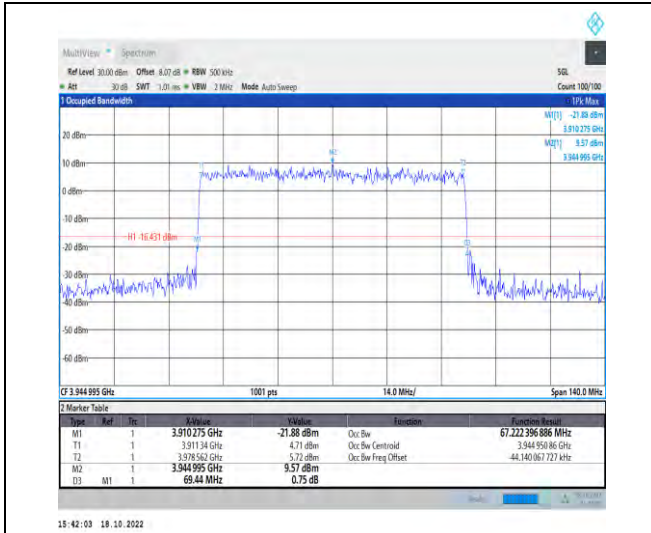 MultiView Spectrum
Ref Level 30.00 dBm Offset 8.07 dB RBW 500 kHz SGL
Att 30 dB SWT 1.01 ms VBW 2 MHz Mode Auto Sweep Count 100/100
1 Occupied Bandwidth 1Pk Max
M1[1] -21.88 dBm
3.910 275 GHz
M2[1] 9.57 dBm
3.944 995 GHz
20 dBm
M2
10 dBm
0 dBm
-10 dBm
H1 -16.431 dBm M1
-20 dBm
-30 dBm
-40 dBm
-50 dBm
-60 dBm
CF 3.944 995 GHz 1001 pts 14.0 MHz/ Span 140.0 MHz
2 Marker Table
Type Ref Trc X-Value Y-Value Function Function Result
M1 1 3.910 275 GHz -21.88 dBm Occ Bw 67.222 396 886 MHz
T1 1 3.911 34 GHz 4.71 dBm Occ Bw Centroid 3.944 950 86 GHz
T2 1 3.978 562 GHz 5.72 dBm Occ Bw Freq Offset -44.140 067 727 kHz
M2 1 3.944 995 GHz 9.57 dBm
D3 M1 1 69.44 MHz 0.75 dB
15:42:03 18.10.2022